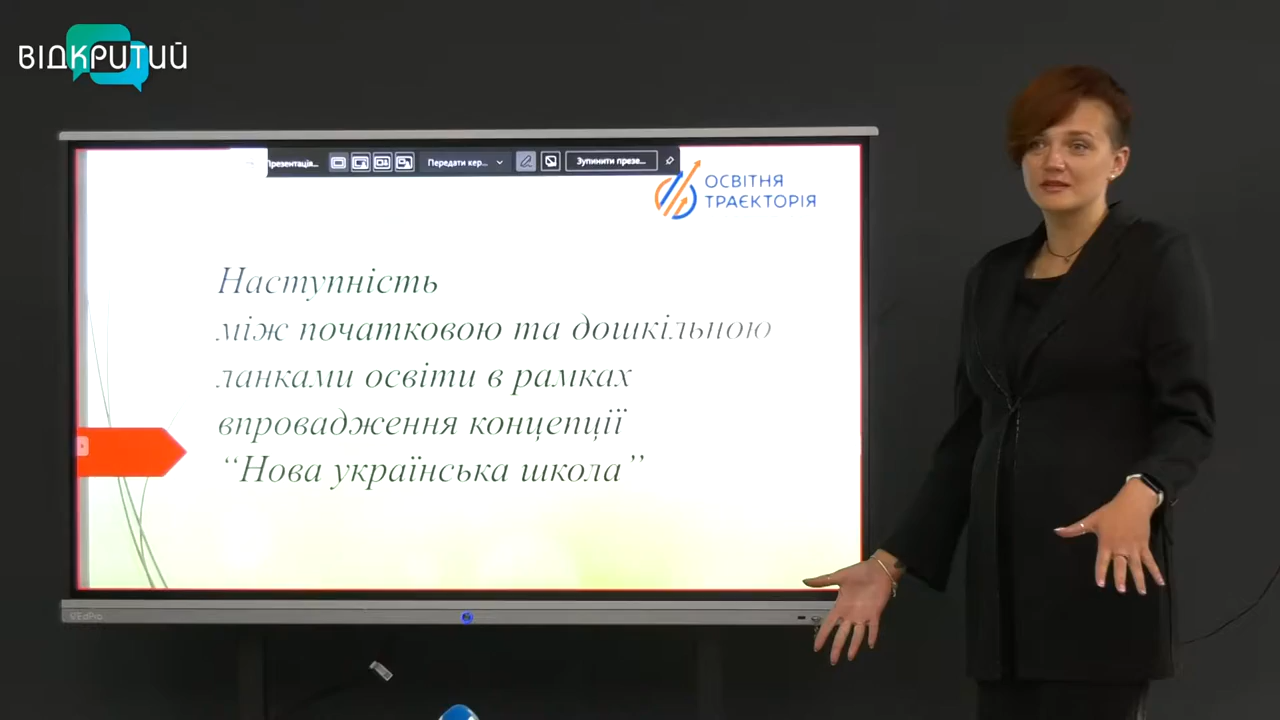 ВІДКРИТИЙ
Презентація...
Передати кер...
Зупинити презе...
ОСВІТНЯ
ТРАЄКТОРІЯ
Наступність
між початковою та дошкільною
ланками освіти в рамках
впровадження концепції
“Нова українська школа”